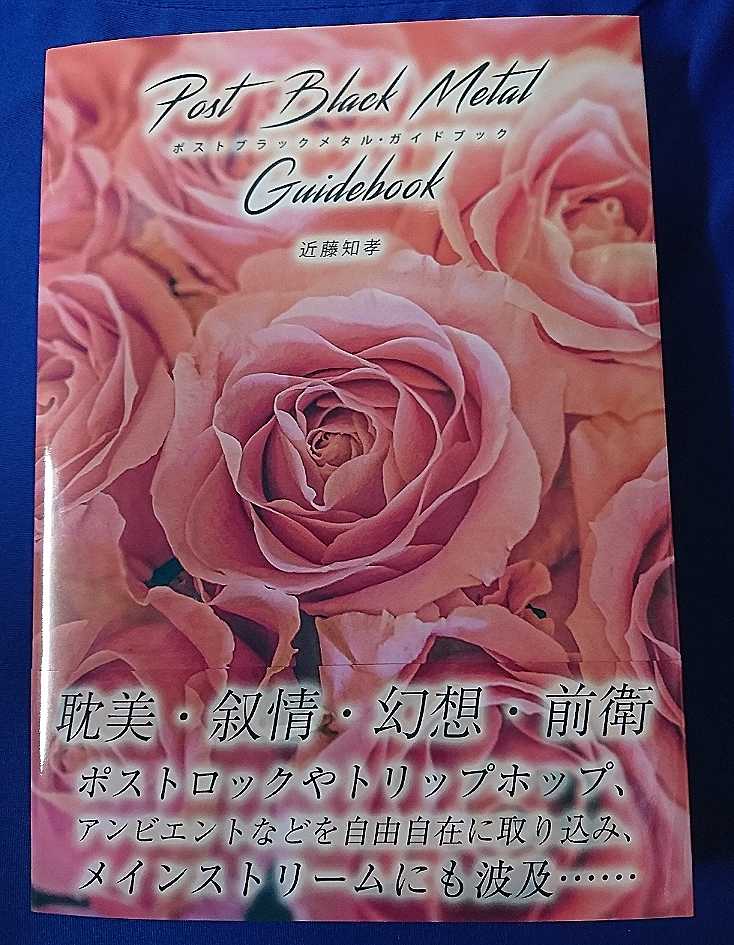 Post Black Metal
ポストブラックメタル・ガイドブック
Guidebook
近藤知孝
耽美・叙情・幻想・前衛
ポストロックやトリップホップ、
アンビエントなどを自由自在に取り込み、
メインストリームにも波及……